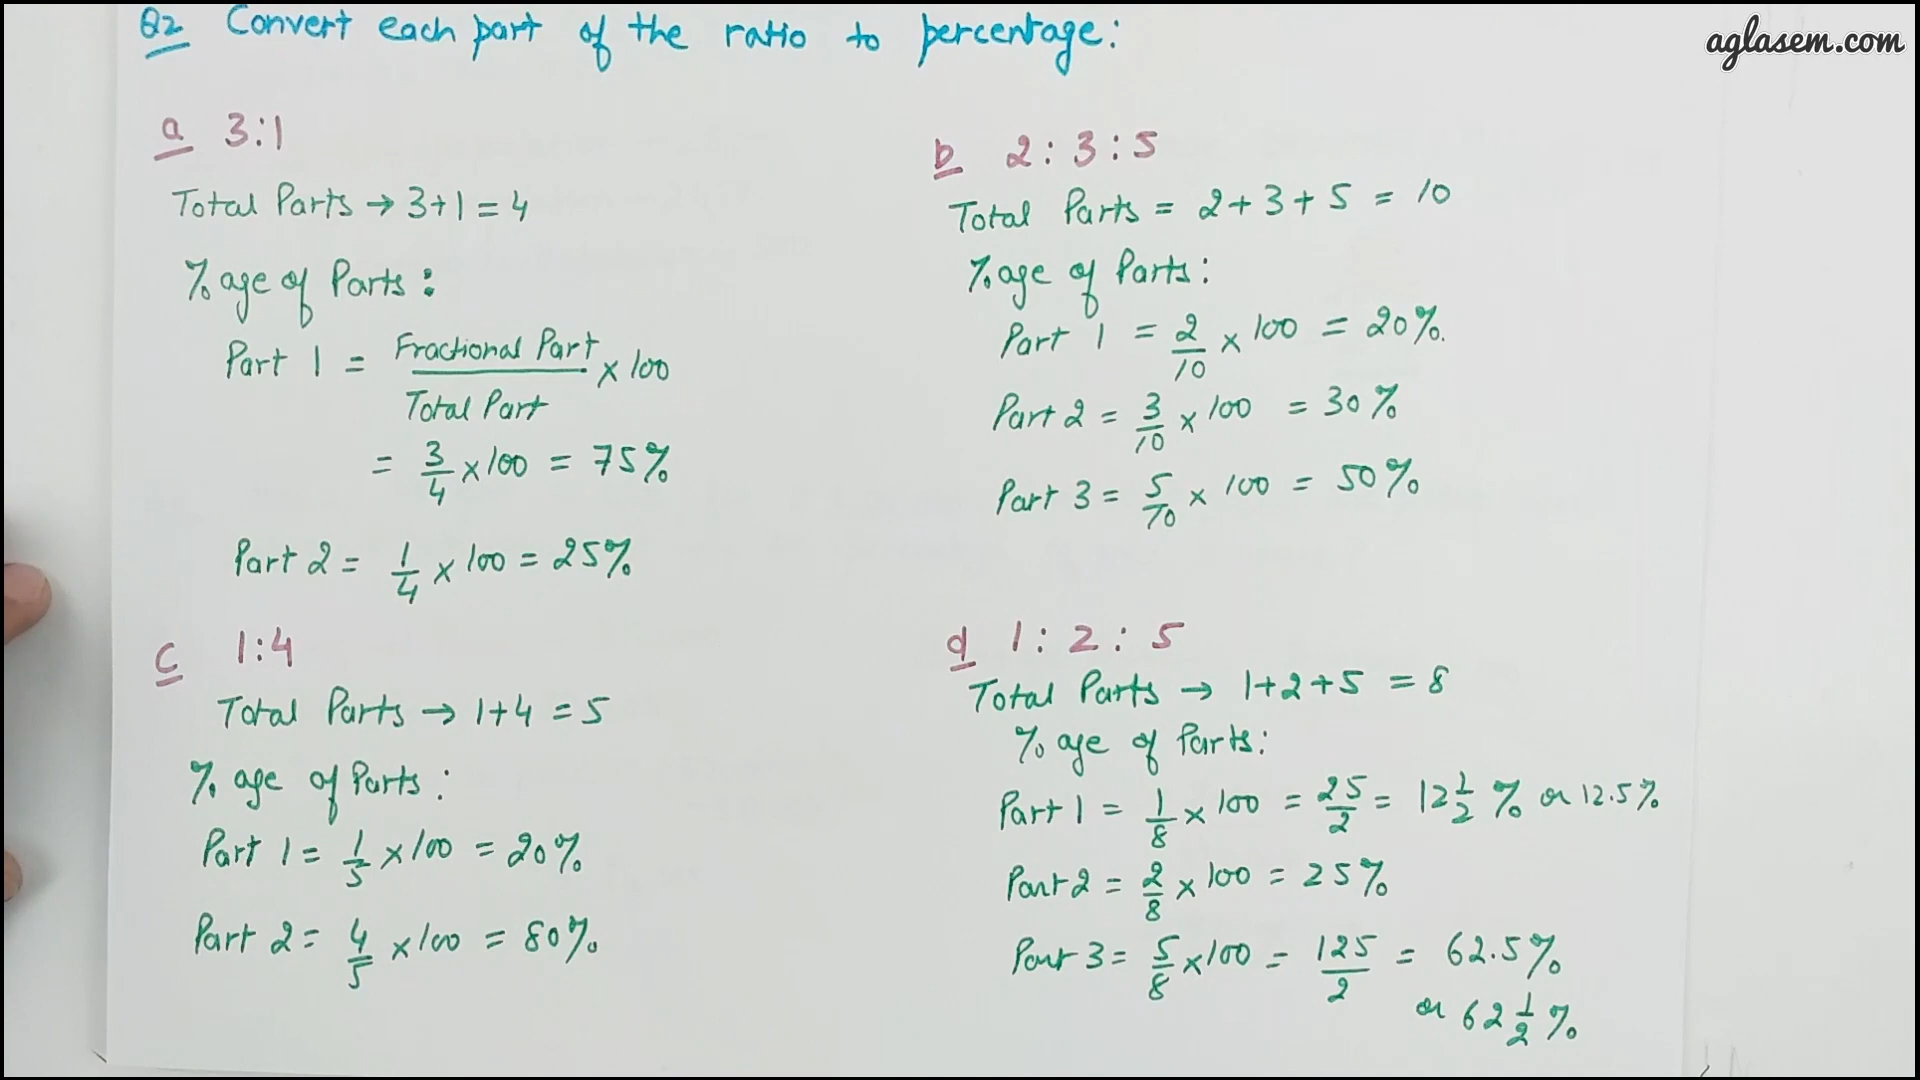 Q2 Convert each part of the ratio to percentage:
aglasem.com
a 3:1
Total Parts → 3+1 = 4
% age of Parts:
Part 1 = Fractional Part / Total Part × 100
= 3/4 × 100 = 75%
Part 2 = 1/4 × 100 = 25%
b 2 : 3 : 5
Total Parts = 2 + 3 + 5 = 10
% age of Parts:
Part 1 = 2/10 × 100 = 20%.
Part 2 = 3/10 × 100 = 30%
Part 3 = 5/10 × 100 = 50%
c 1:4
Total Parts → 1+4 = 5
% age of Parts:
Part 1 = 1/5 × 100 = 20%
Part 2 = 4/5 × 100 = 80%
d 1 : 2 : 5
Total Parts → 1+2+5 = 8
% age of Parts:
Part 1 = 1/8 × 100 = 25/2 = 12 1/2 % or 12.5%
Part 2 = 2/8 × 100 = 25%
Part 3 = 5/8 × 100 = 125/2 = 62.5%
or 62 1/2 %